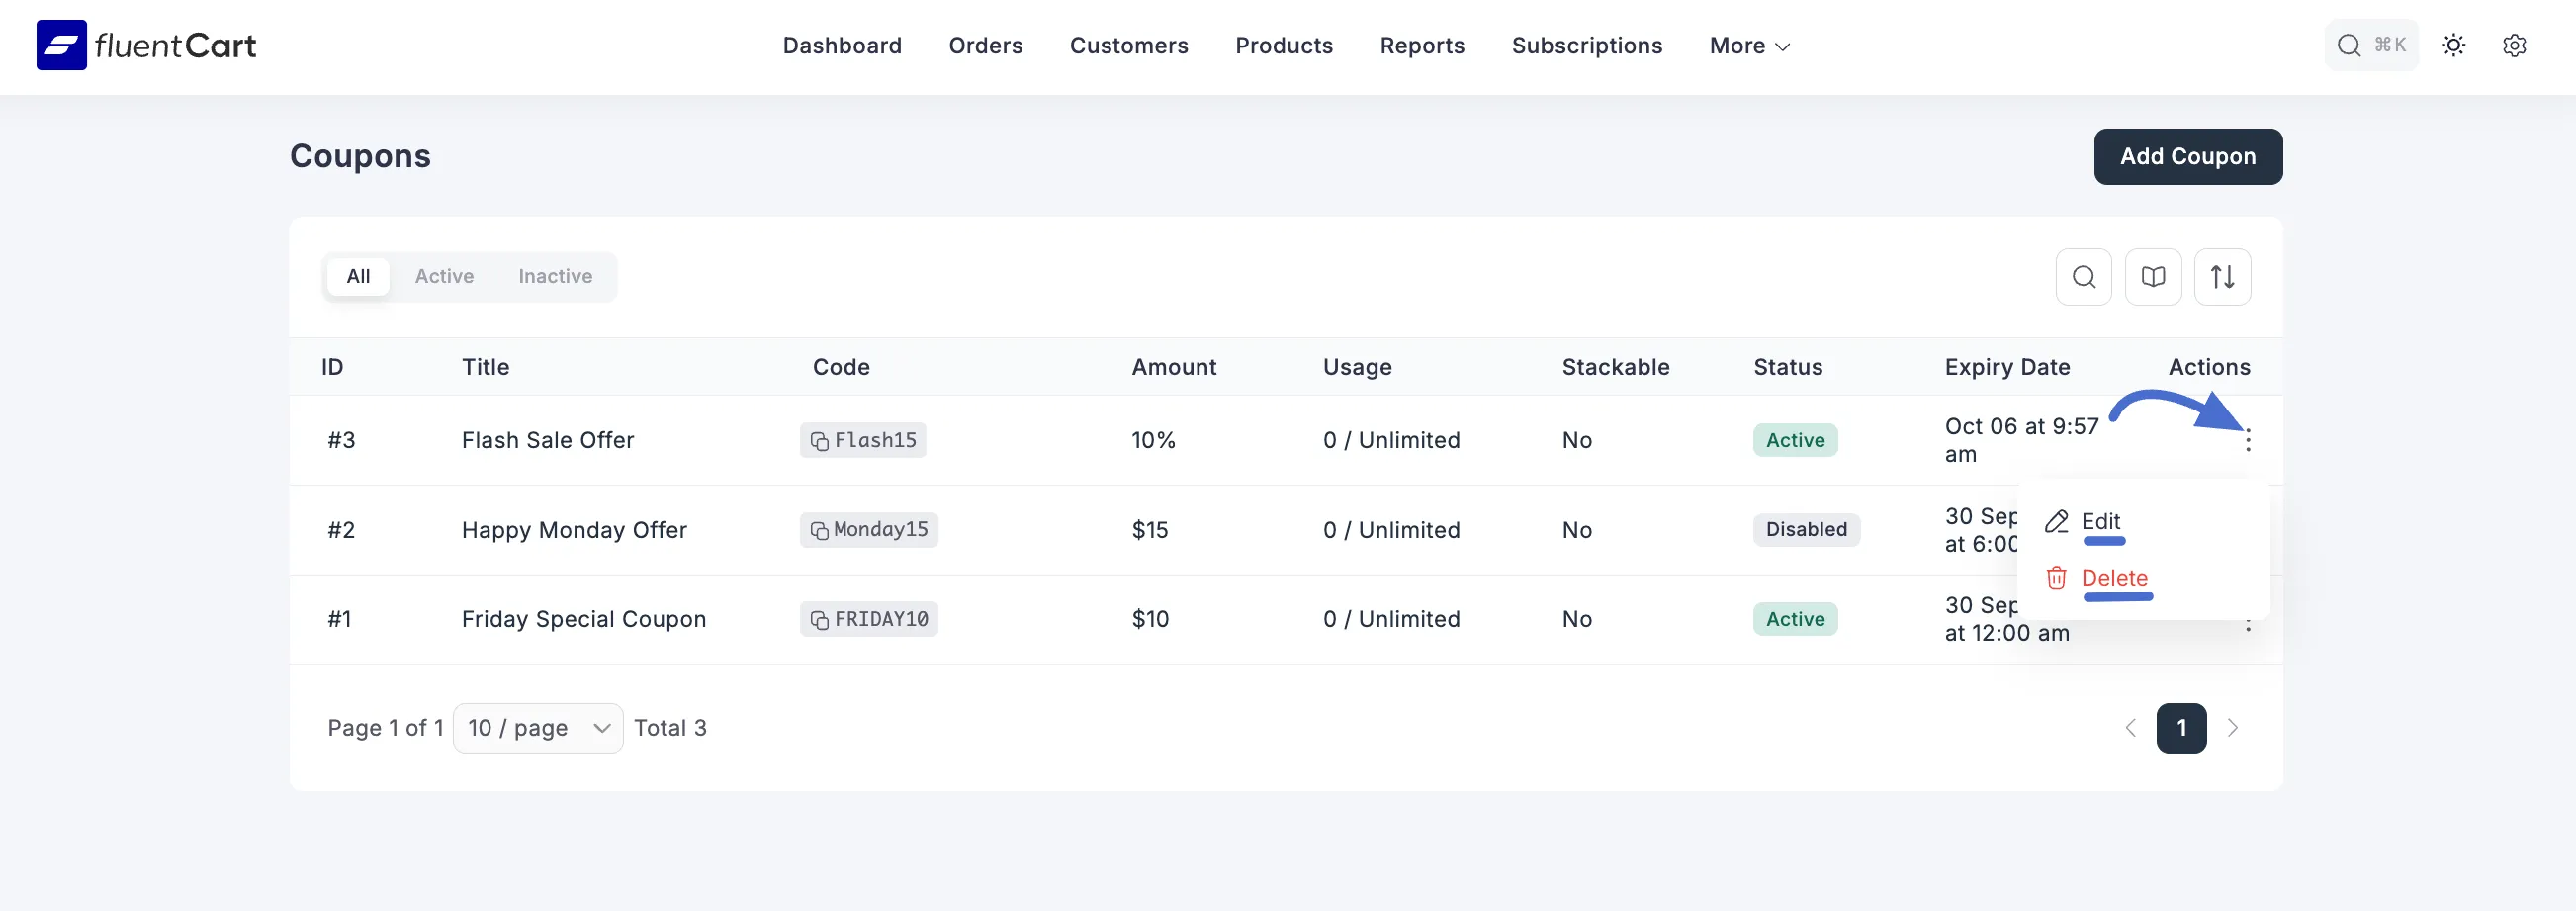 fluentCart
Dashboard
Orders
Customers
Products
Reports
Subscriptions
More
⌘K
Coupons
Add Coupon
All
Active
Inactive
ID
Title
Code
Amount
Usage
Stackable
Status
Expiry Date
Actions
#3
Flash Sale Offer
Flash15
10%
0 / Unlimited
No
Active
Oct 06 at 9:57
am
#2
Happy Monday Offer
Monday15
$15
0 / Unlimited
No
Disabled
30 Sep
at 6:00
Edit
Delete
#1
Friday Special Coupon
FRIDAY10
$10
0 / Unlimited
No
Active
30 Sep
at 12:00 am
Page 1 of 1
10 / page
Total 3
1